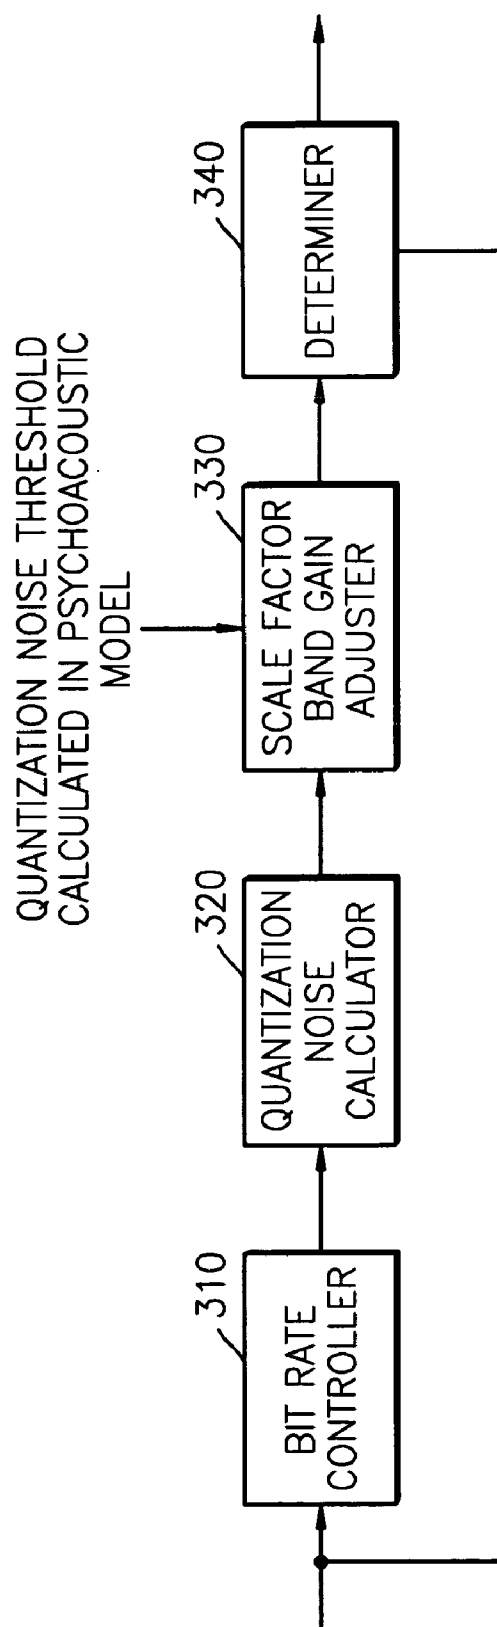 QUANTIZATION NOISE THRESHOLD
CALCULATED IN PSYCHOACOUSTIC
MODEL
310
BIT RATE
CONTROLLER
320
QUANTIZATION
NOISE
CALCULATOR
330
SCALE FACTOR
BAND GAIN
ADJUSTER
340
DETERMINER